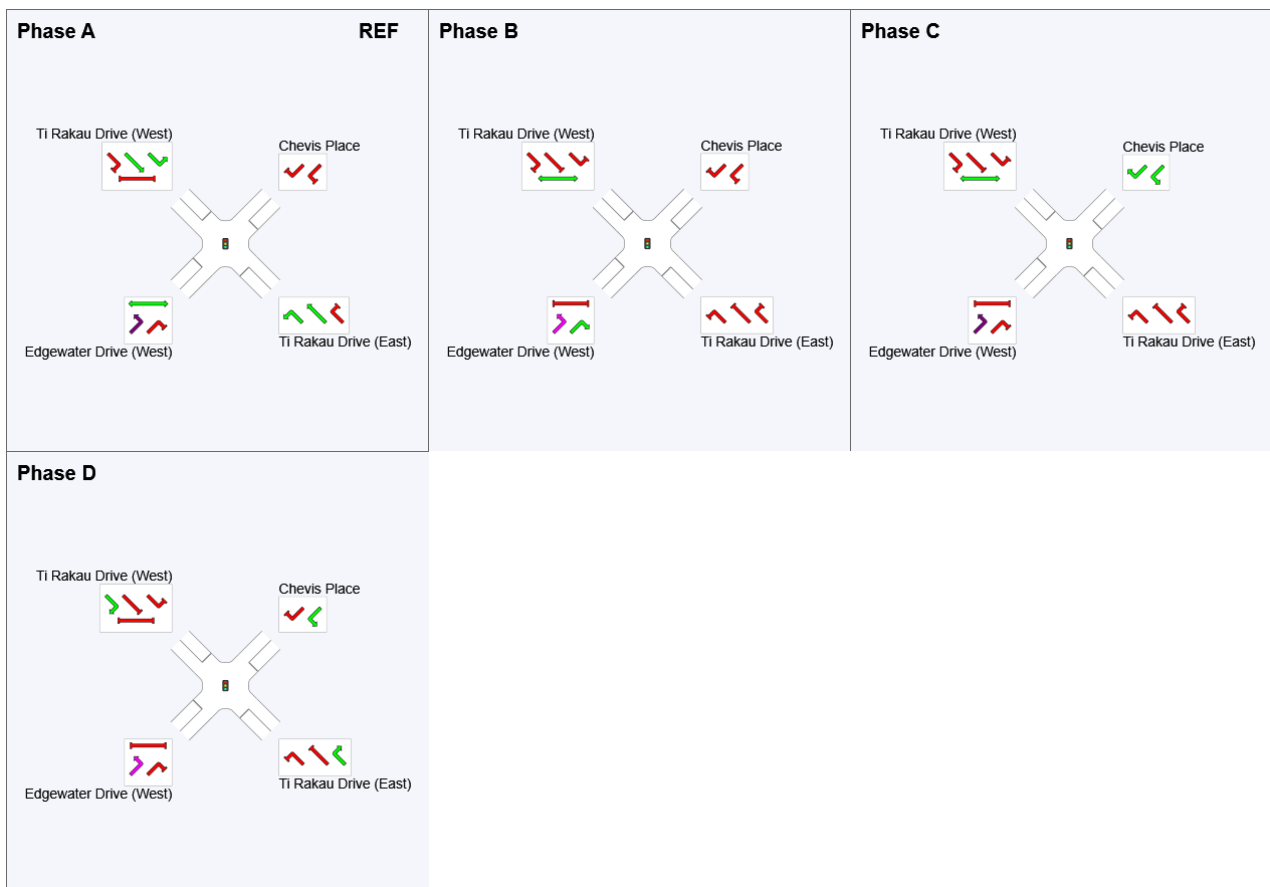 Phase A
REF
Phase B
Phase C
Ti Rakau Drive (West)
Chevis Place
Ti Rakau Drive (West)
Chevis Place
Ti Rakau Drive (West)
Chevis Place
Edgewater Drive (West)
Ti Rakau Drive (East)
Edgewater Drive (West)
Ti Rakau Drive (East)
Edgewater Drive (West)
Ti Rakau Drive (East)
Phase D
Ti Rakau Drive (West)
Chevis Place
Edgewater Drive (West)
Ti Rakau Drive (East)